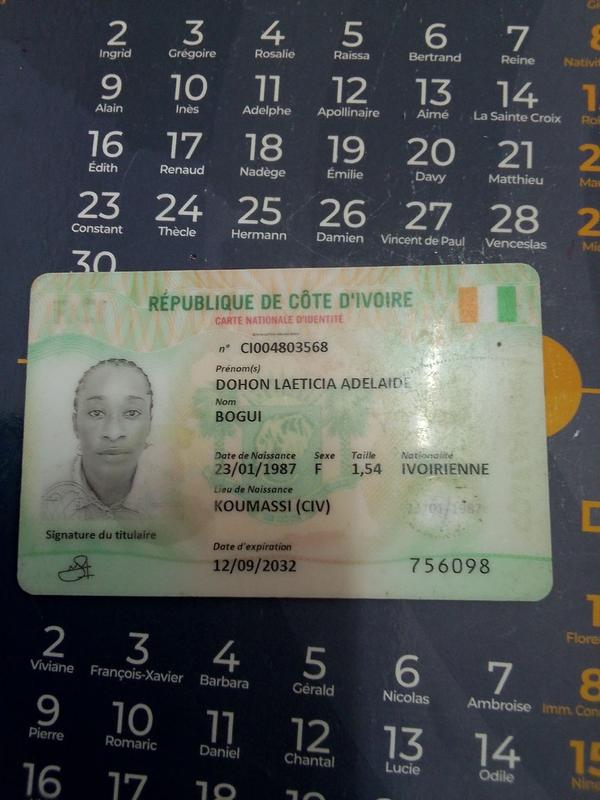 2 3 4 5 6 7
Ingrid Grégoire Rosalie Raissa Bertrand Reine
9 10 11 12 13 14
Alain Inès Adelphe Apollinaire Aimé La Sainte Croix
16 17 18 19 20 21
Édith Renaud Nadège Émilie Davy Matthieu
23 24 25 26 27 28
Constant Thècle Hermann Damien Vincent de Paul Venceslas
30
RÉPUBLIQUE DE CÔTE D'IVOIRE
CARTE NATIONALE D'IDENTITÉ
n° CI004803568
Prénom(s)
DOHON LAETICIA ADELAIDE
Nom
BOGUI
Date de Naissance Sexe Taille Nationalité
23/01/1987 F 1,54 IVOIRIENNE
Lieu de Naissance
KOUMASSI (CIV)
23/01/1987
Signature du titulaire
Date d'expiration
12/09/2032 756098
2 3 4 5 6 7
Viviane François-Xavier Barbara Gérald Nicolas Ambroise
9 10 11 12 13 14
Pierre Romaric Daniel Chantal Lucie Odile
16 17 18 19